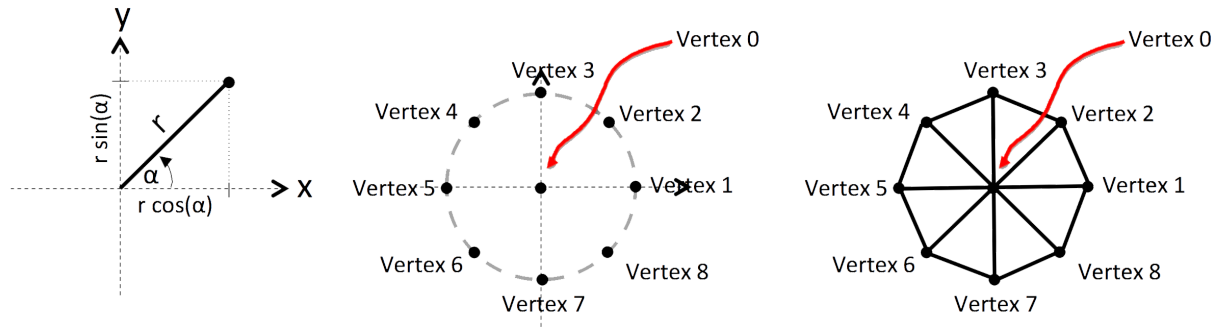 y
r sin(α)
r
α
x
r cos(α)
Vertex 0
Vertex 3
Vertex 4
Vertex 2
Vertex 5
Vertex 1
Vertex 6
Vertex 8
Vertex 7
Vertex 0
Vertex 3
Vertex 4
Vertex 2
Vertex 5
Vertex 1
Vertex 6
Vertex 8
Vertex 7